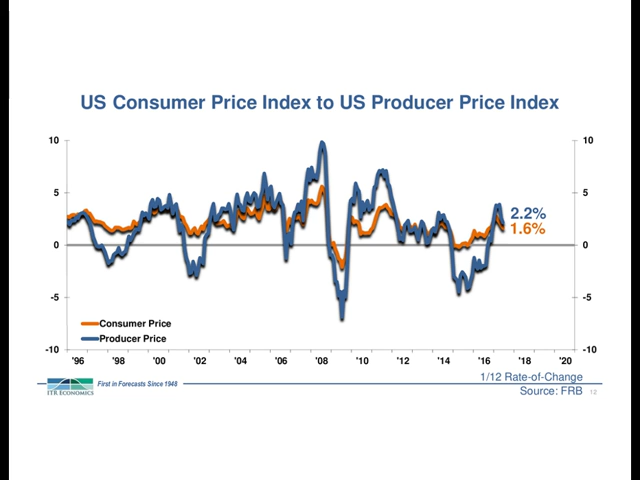 US Consumer Price Index to US Producer Price Index
10
5
0
-5
-10
10
5
0
-5
-10
2.2%
1.6%
Consumer Price
Producer Price
'96 '98 '00 '02 '04 '06 '08 '10 '12 '14 '16 '18 '20
ITR ECONOMICS
First in Forecasts Since 1948
1/12 Rate-of-Change
Source: FRB
12